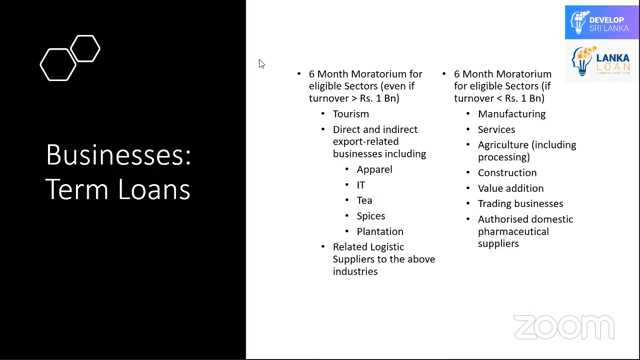 DEVELOP
SRI LANKA
LANKA
LOAN
LANKALOAN.COM
Businesses:
Term Loans
• 6 Month Moratorium for
eligible Sectors (even if
turnover > Rs. 1 Bn)
• Tourism
• Direct and indirect
export-related
businesses including
• Apparel
• IT
• Tea
• Spices
• Plantation
• Related Logistic
Suppliers to the above
industries
• 6 Month Moratorium
for eligible Sectors (if
turnover < Rs. 1 Bn)
• Manufacturing
• Services
• Agriculture (including
processing)
• Construction
• Value addition
• Trading businesses
• Authorised domestic
pharmaceutical
suppliers
zoom